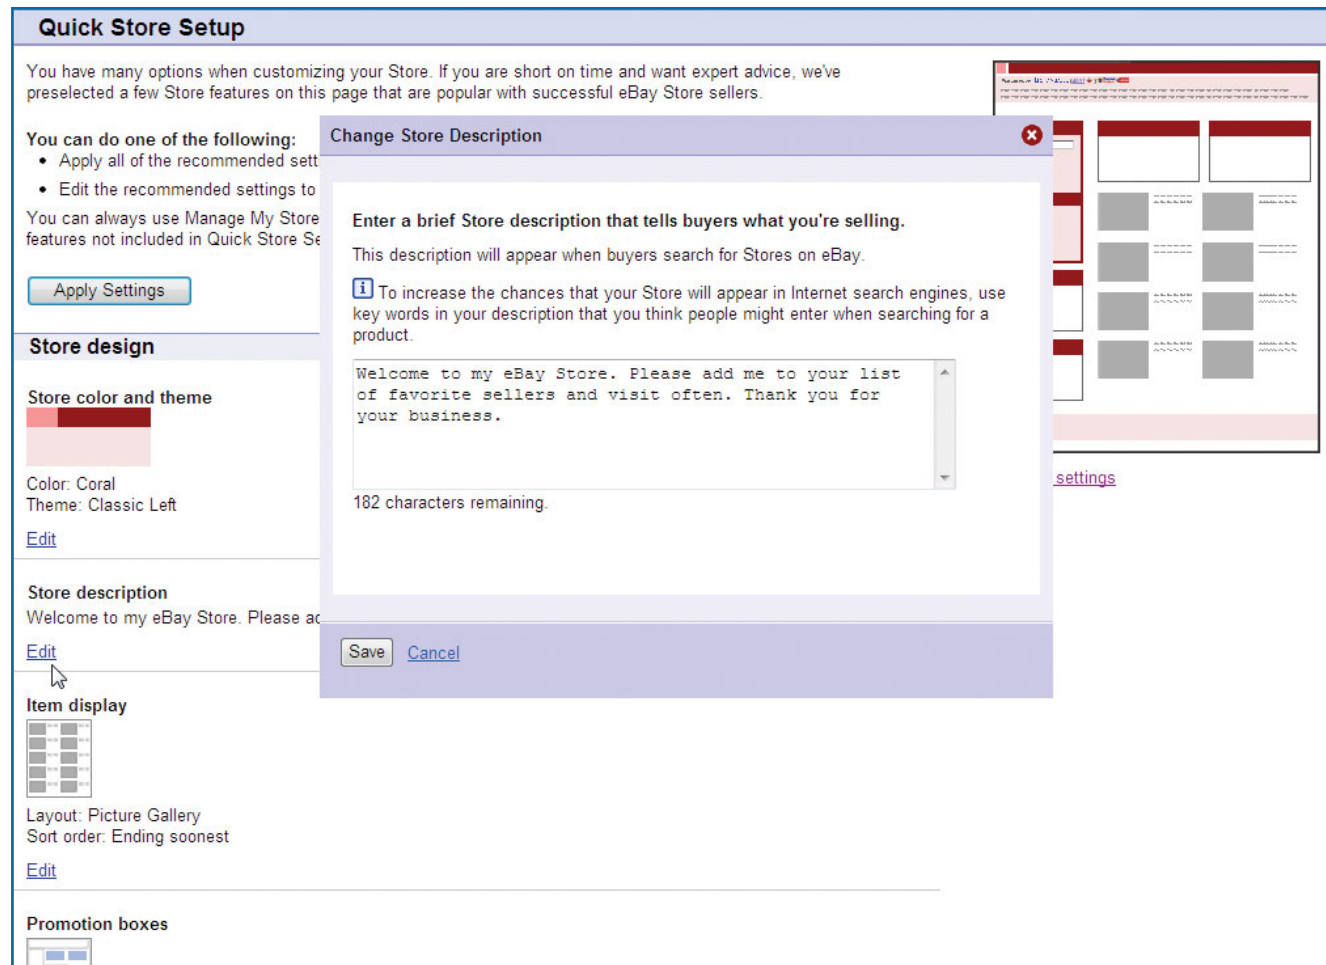 Quick Store Setup
You have many options when customizing your Store. If you are short on time and want expert advice, we've
preselected a few Store features on this page that are popular with successful eBay Store sellers.
You can do one of the following:
• Apply all of the recommended sett
• Edit the recommended settings to
You can always use Manage My Store
features not included in Quick Store Se
Apply Settings
Store design
Store color and theme
Color: Coral
Theme: Classic Left
Edit
Store description
Welcome to my eBay Store. Please ad
Edit
Item display
Layout: Picture Gallery
Sort order: Ending soonest
Edit
Promotion boxes
Change Store Description
Enter a brief Store description that tells buyers what you're selling.
This description will appear when buyers search for Stores on eBay.
i To increase the chances that your Store will appear in Internet search engines, use
key words in your description that you think people might enter when searching for a
product.
Welcome to my eBay Store. Please add me to your list
of favorite sellers and visit often. Thank you for
your business.
182 characters remaining.
Save Cancel
settings